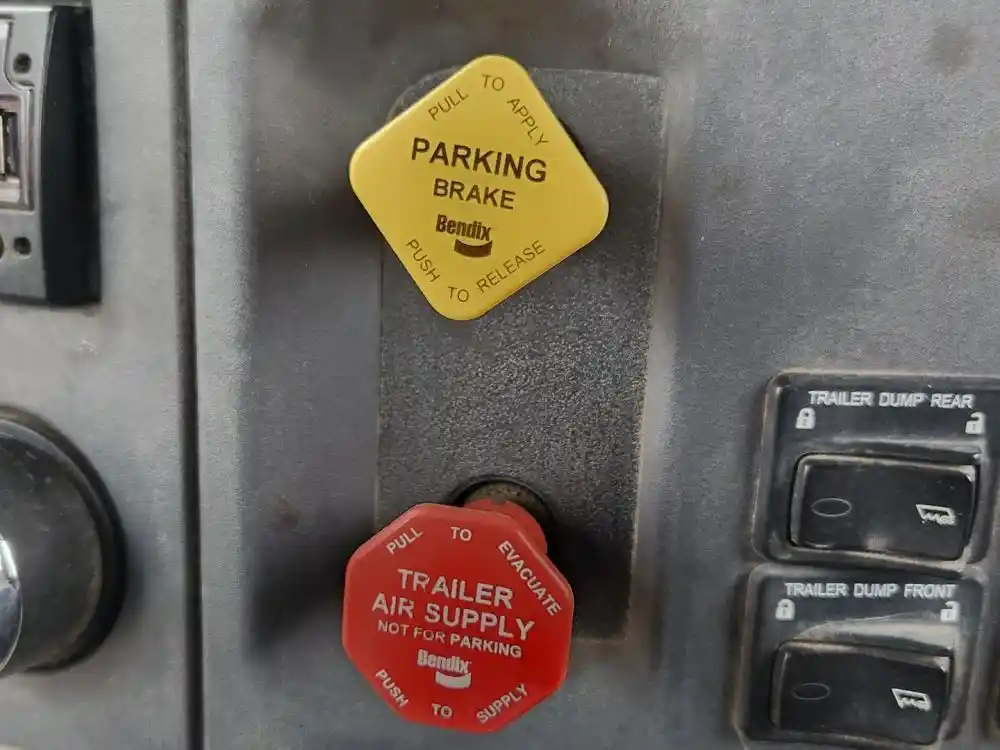 PULL TO APPLY
PARKING
BRAKE
Bendix
PUSH TO RELEASE
TRAILER DUMP REAR
PULL TO EVACUATE
TRAILER
AIR SUPPLY
NOT FOR PARKING
Bendix
PUSH TO SUPPLY
TRAILER DUMP FRONT